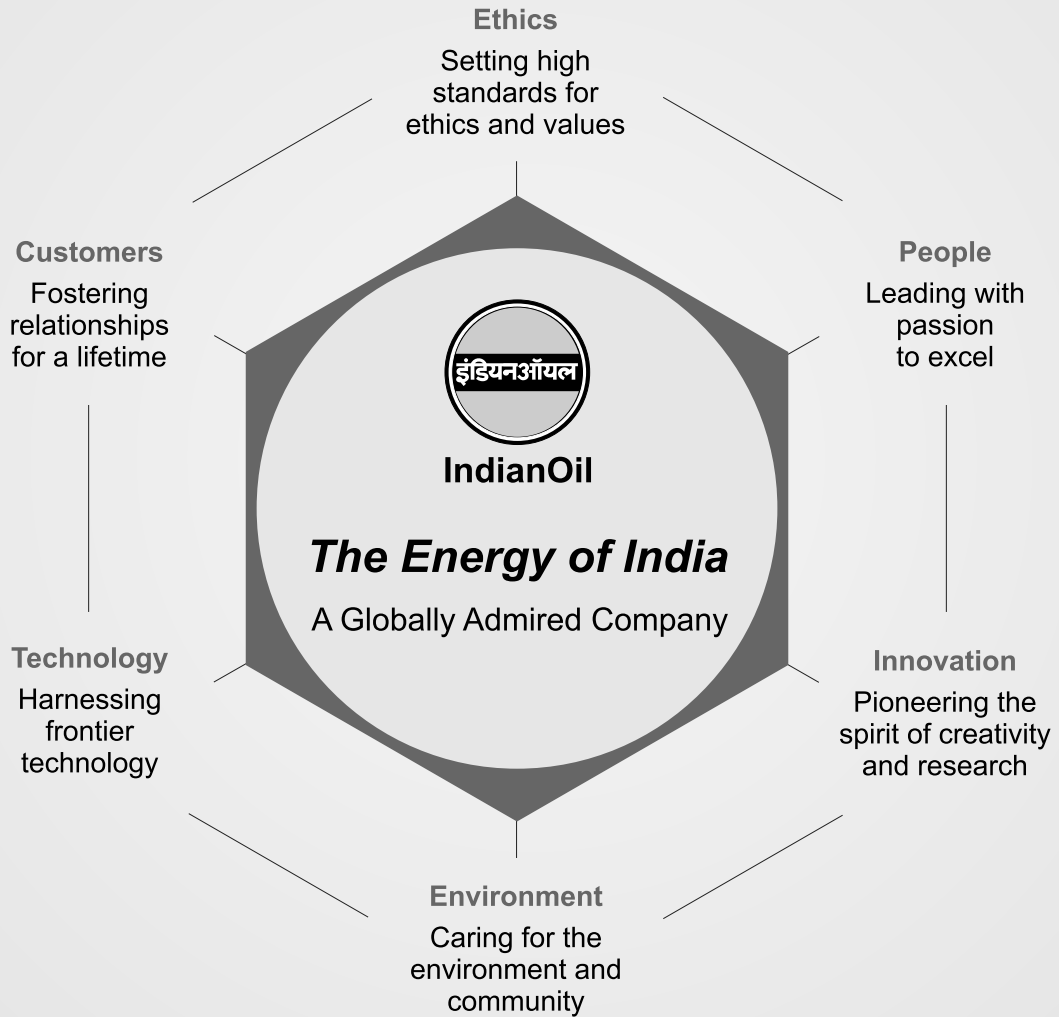 Ethics
Setting high
standards for
ethics and values
Customers
Fostering
relationships
for a lifetime
People
Leading with
passion
to excel
इंडियनऑयल
IndianOil
The Energy of India
A Globally Admired Company
Technology
Harnessing
frontier
technology
Innovation
Pioneering the
spirit of creativity
and research
Environment
Caring for the
environment and
community